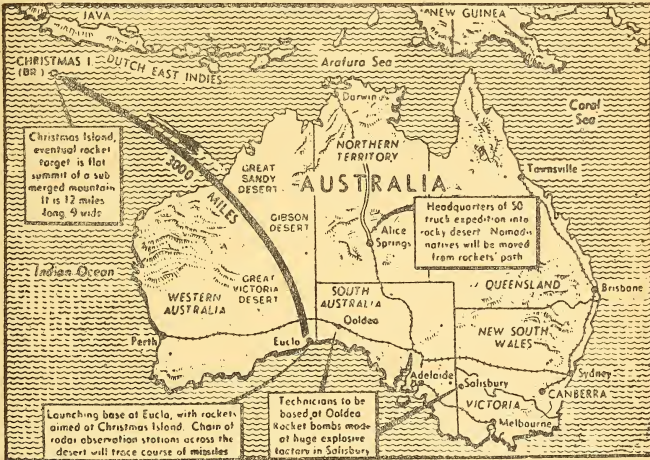 JAVA
NEW GUINEA
CHRISTMAS I
(BR)
DUTCH EAST INDIES
Arafura Sea
Darwin
Coral
Sea
Christmas Island,
eventual rocket
target is flat
summit of a sub
merged mountain
It is 12 miles
long, 9 wide
3000 MILES
GREAT
SANDY
DESERT
NORTHERN
TERRITORY
Townsville
AUSTRALIA
GIBSON
DESERT
Alice
Springs
Headquarters of 50
truck expedition into
rocky desert Nomadic
natives will be moved
from rockets' path
Indian Ocean
GREAT
VICTORIA
DESERT
WESTERN
AUSTRALIA
SOUTH
AUSTRALIA
QUEENSLAND
Brisbane
Ooldea
NEW SOUTH
WALES
Perth
Eucla
Adelaide
Salisbury
Sydney
CANBERRA
VICTORIA
Melbourne
Launching base at Eucla, with rockets
aimed at Christmas Island. Chain of
radar observation stations across the
desert will trace course of missiles
Technicians to be
based at Ooldea
Rocket bombs made
at huge explosive
factory in Salisbury